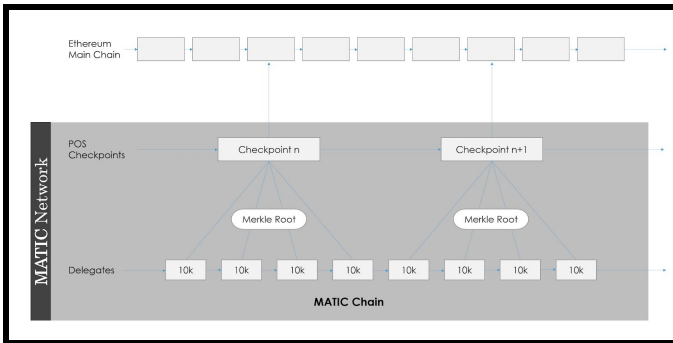 Ethereum
Main Chain
MATIC Network
POS
Checkpoints
Checkpoint n
Checkpoint n+1
Merkle Root
Merkle Root
Delegates
10k
10k
10k
10k
10k
10k
10k
10k
MATIC Chain